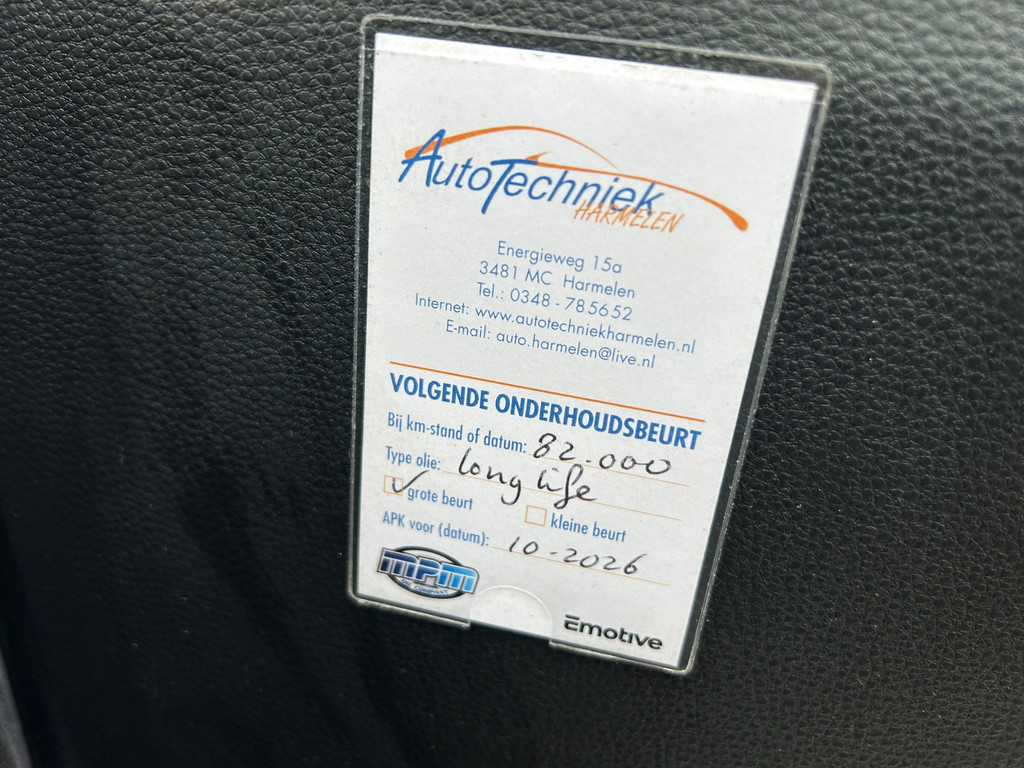 AutoTechniek
HARMELEN
Energieweg 15a
3481 MC Harmelen
Tel.: 0348 - 785652
Internet: www.autotechniekharmelen.nl
E-mail: auto.harmelen@live.nl
VOLGENDE ONDERHOUDSBEURT
Bij km-stand of datum: 82.000
Type olie: long life
grote beurt kleine beurt
APK voor (datum): 10-2026
MPM
OIL COMPANY
Emotive